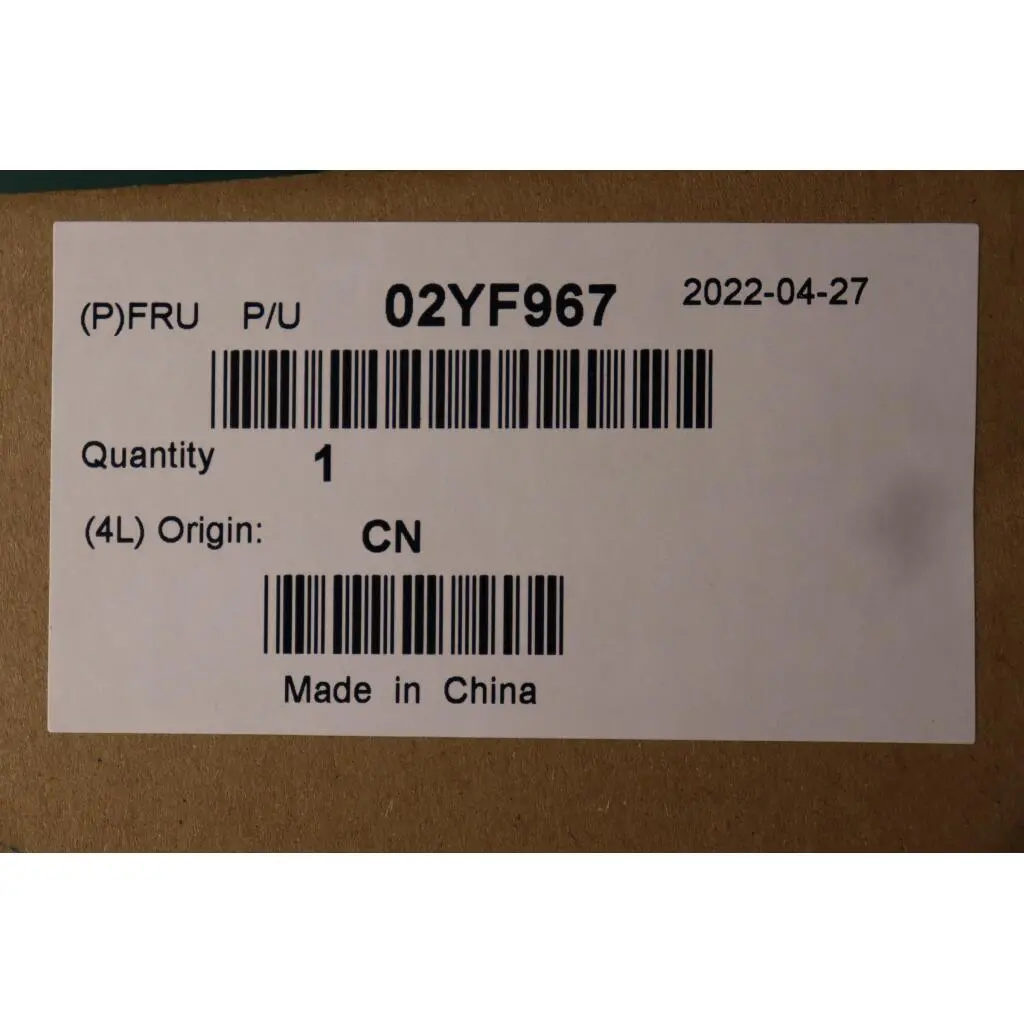 (P)FRU P/U 02YF967 2022-04-27
Quantity 1
(4L) Origin: CN
Made in China